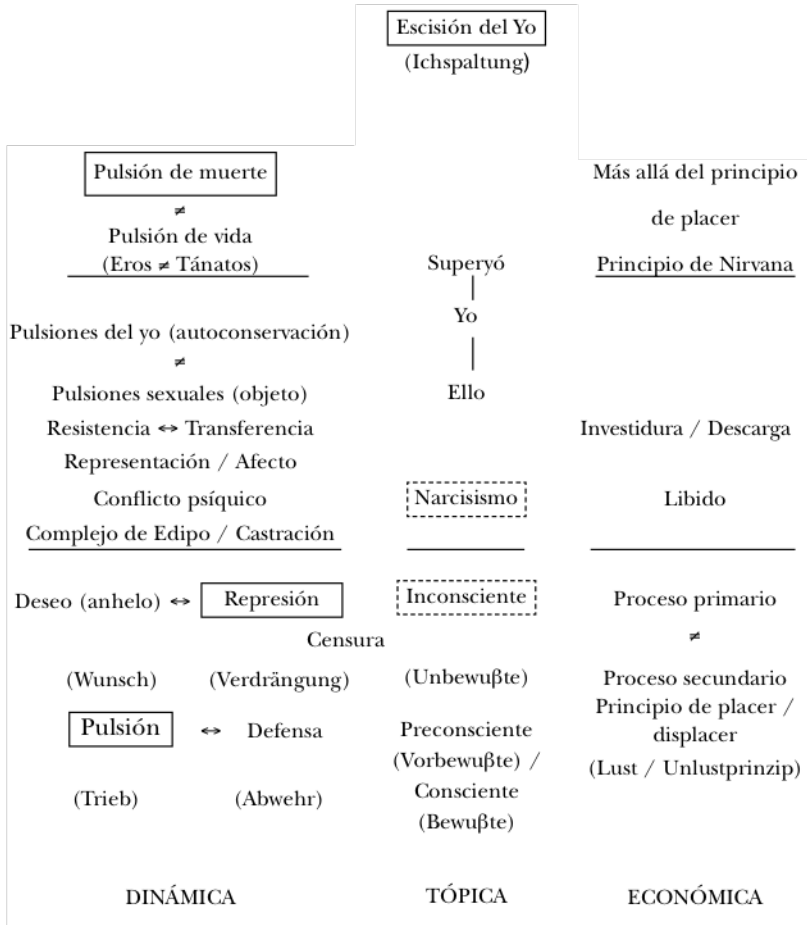 Escisión del Yo
(Ichspaltung)
Pulsión de muerte
≠
Pulsión de vida
(Eros ≠ Tánatos)
Más allá del principio
de placer
Superyó
Principio de Nirvana
Yo
Pulsiones del yo (autoconservación)
≠
Pulsiones sexuales (objeto)
Ello
Resistencia ⇔ Transferencia
Investidura / Descarga
Representación / Afecto
Conflicto psíquico
Narcisismo
Libido
Complejo de Edipo / Castración
Deseo (anhelo) ⇔ Represión
Inconsciente
Proceso primario
Censura
≠
(Wunsch) (Verdrängung)
(Unbewuβte)
Proceso secundario
Pulsión ⇔ Defensa
Preconsciente
(Vorbewuβte) /
Principio de placer /
displacer
(Lust / Unlustprinzip)
(Trieb) (Abwehr)
Consciente
(Bewuβte)
DINÁMICA
TÓPICA
ECONÓMICA